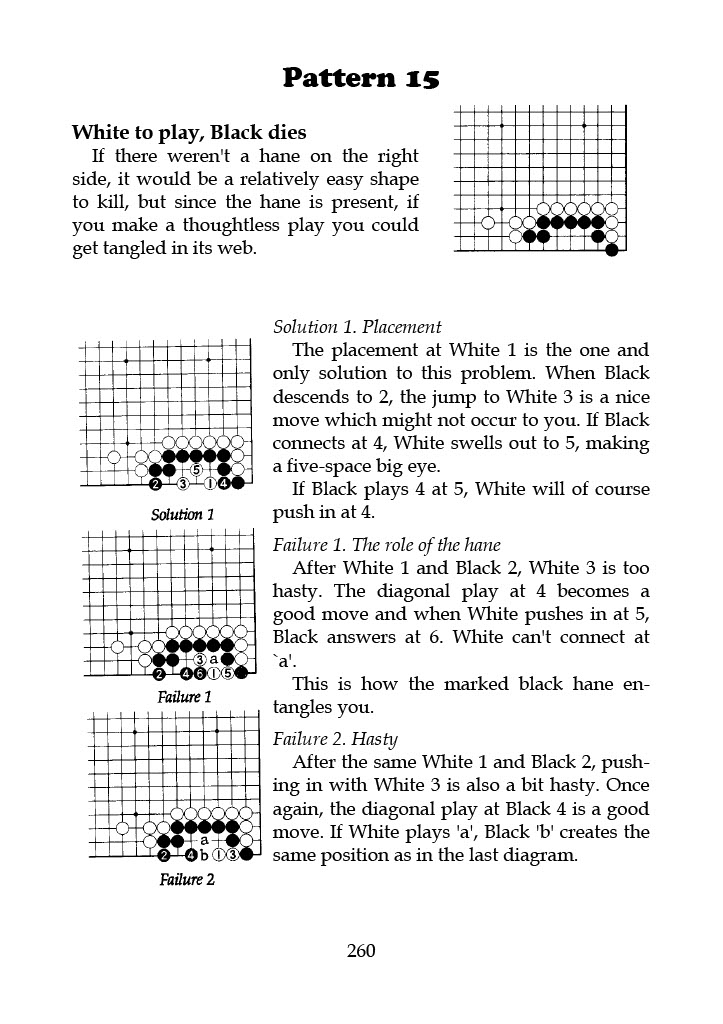 Pattern 15
White to play, Black dies
If there weren't a hane on the right
side, it would be a relatively easy shape
to kill, but since the hane is present, if
you make a thoughtless play you could
get tangled in its web.
Solution 1. Placement
The placement at White 1 is the one and
only solution to this problem. When Black
descends to 2, the jump to White 3 is a nice
move which might not occur to you. If Black
connects at 4, White swells out to 5, making
a five-space big eye.
If Black plays 4 at 5, White will of course
push in at 4.
5
2 3 1 4
Solution 1
Failure 1. The role of the hane
After White 1 and Black 2, White 3 is too
hasty. The diagonal play at 4 becomes a
good move and when White pushes in at 5,
Black answers at 6. White can't connect at
`a'.
This is how the marked black hane en-
tangles you.
3 a
2 4 6 1 5
Failure 1
Failure 2. Hasty
After the same White 1 and Black 2, push-
ing in with White 3 is also a bit hasty. Once
again, the diagonal play at Black 4 is a good
move. If White plays 'a', Black 'b' creates the
same position as in the last diagram.
a
2 4 b 1 3
Failure 2
260